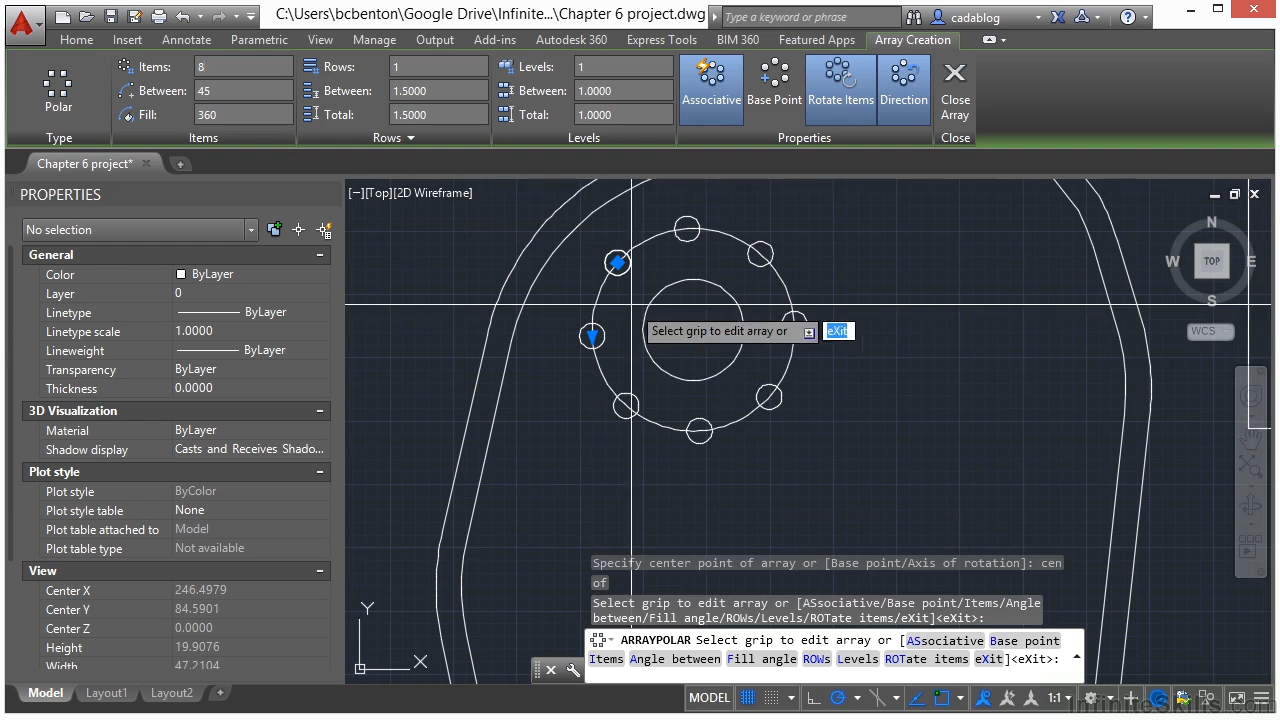 C:\Users\bcbenton\Google Drive\Infinite...\Chapter 6 project.dwg
Type a keyword or phrase
cadablog
Home Insert Annotate Parametric View Manage Output Add-ins Autodesk 360 Express Tools BIM 360 Featured Apps Array Creation
Items: 8 Rows: 1 Levels: 1
Between: 45 Between: 1.5000 Between: 1.0000
Fill: 360 Total: 1.5000 Total: 1.0000
Polar
Associative Base Point Rotate Items Direction Close Array
Type Items Rows Levels Properties Close
Chapter 6 project*
PROPERTIES
No selection
General
Color ByLayer
Layer 0
Linetype ByLayer
Linetype scale 1.0000
Lineweight ByLayer
Transparency ByLayer
Thickness 0.0000
3D Visualization
Material ByLayer
Shadow display Casts and Receives Shado...
Plot style
Plot style ByColor
Plot style table None
Plot table attached to Model
Plot table type Not available
View
Center X 246.4979
Center Y 84.5901
Center Z 0.0000
Height 19.9076
Width 47.2104
[−][Top][2D Wireframe]
N
W TOP E
S
WCS
Select grip to edit array or eXit
Y
X
Specify center point of array or [Base point/Axis of rotation]: cen
of
Select grip to edit array or [ASsociative/Base point/Items/Angle
between/Fill angle/ROWs/Levels/ROTate items/eXit]<eXit>:
ARRAYPOLAR Select grip to edit array or [ASsociative Base point
Items Angle between Fill angle ROWs Levels ROTate items eXit]<eXit>:
Model Layout1 Layout2 +
MODEL 1:1
InfiniteSkills.com